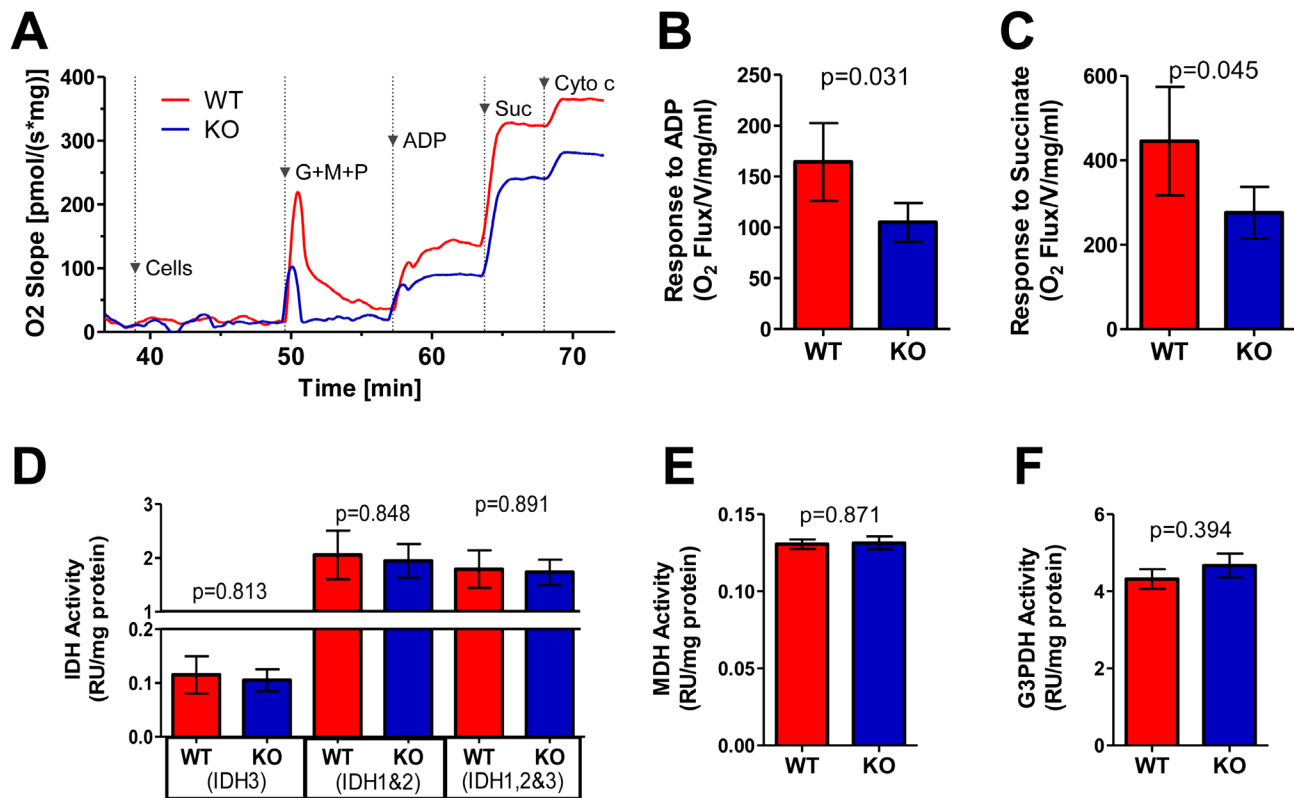 A
O2 Slope [pmol/(s*mg)]
400
300
200
100
0
WT
KO
Cells
G+M+P
ADP
Suc
Cyto c
40
50
60
70
Time [min]
B
p=0.031
Response to ADP
(O2 Flux/V/mg/ml)
250
200
150
100
50
0
WT
KO
C
p=0.045
Response to Succinate
(O2 Flux/V/mg/ml)
600
400
200
0
WT
KO
D
IDH Activity
(RU/mg protein)
3
2
1
0.2
0.1
0.0
p=0.813
p=0.848
p=0.891
WT KO WT KO WT KO
(IDH3) (IDH1&2) (IDH1,2&3)
E
p=0.871
MDH Activity
(RU/mg protein)
0.15
0.10
0.05
0.00
WT
KO
F
p=0.394
G3PDH Activity
(RU/mg protein)
6
4
2
0
WT
KO